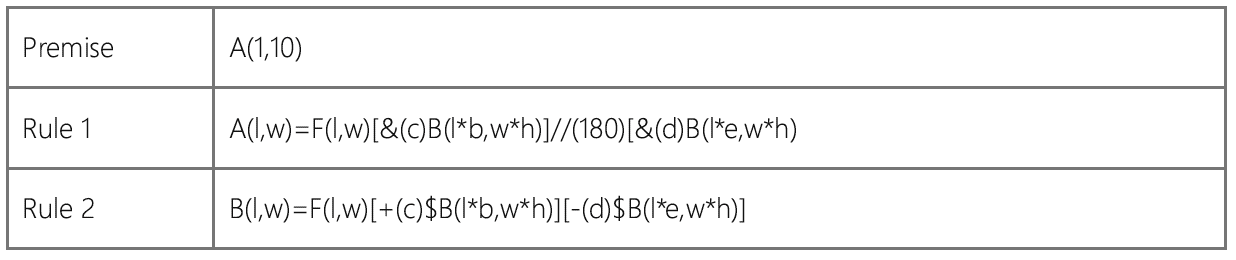 Premise A(1,10)
Rule 1 A(l,w)=F(l,w)[&(c)B(l*b,w*h)]//(180)[&(d)B(l*e,w*h)
Rule 2 B(l,w)=F(l,w)[+(c)$B(l*b,w*h)][-(d)$B(l*e,w*h)]